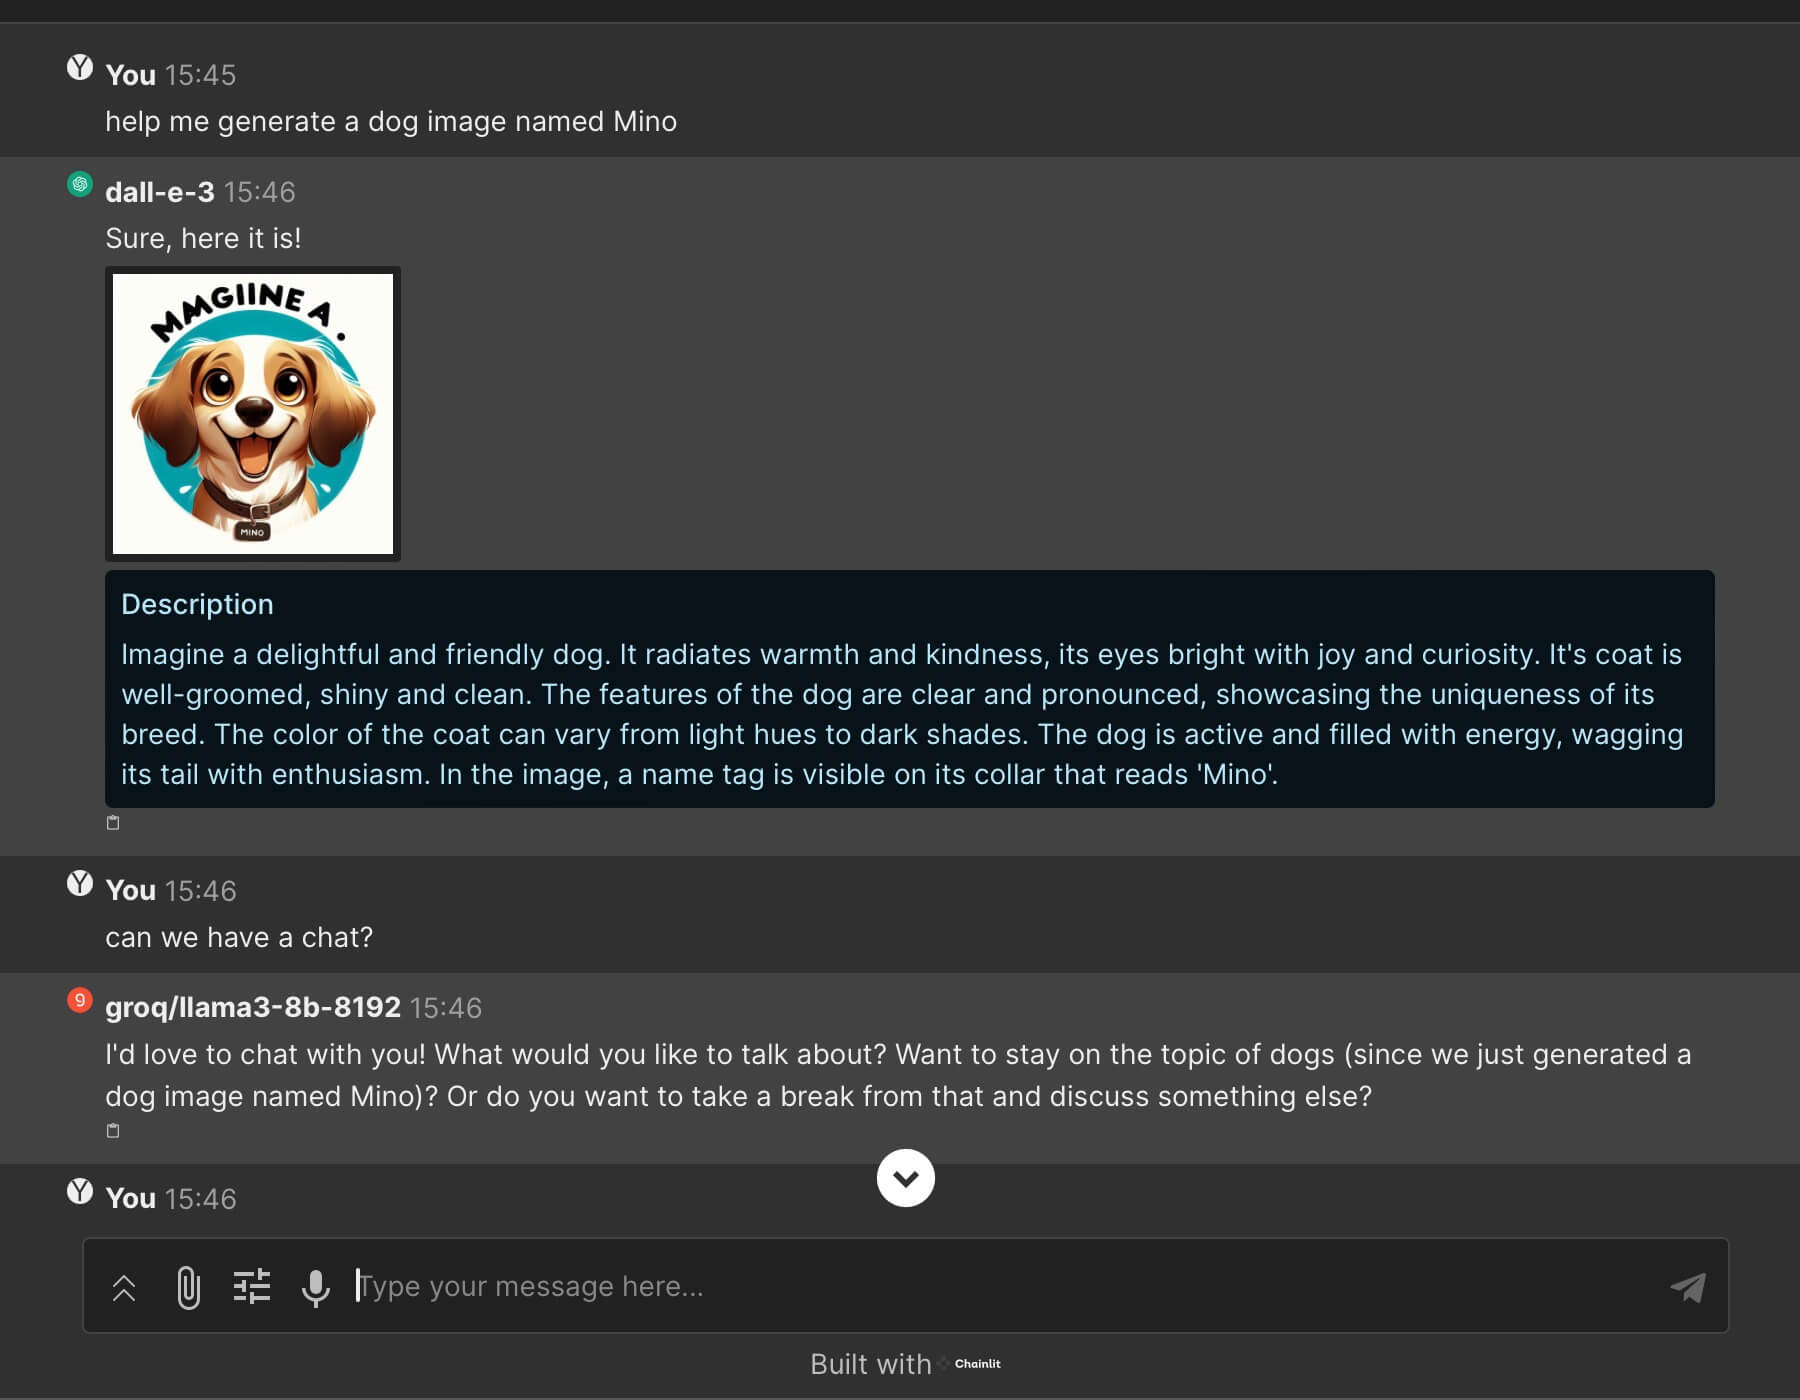 You 15:45
help me generate a dog image named Mino
dall-e-3 15:46
Sure, here it is!
MMGIINE A .
MINO
Description
Imagine a delightful and friendly dog. It radiates warmth and kindness, its eyes bright with joy and curiosity. It's coat is
well-groomed, shiny and clean. The features of the dog are clear and pronounced, showcasing the uniqueness of its
breed. The color of the coat can vary from light hues to dark shades. The dog is active and filled with energy, wagging
its tail with enthusiasm. In the image, a name tag is visible on its collar that reads 'Mino'.
You 15:46
can we have a chat?
9 groq/llama3-8b-8192 15:46
I'd love to chat with you! What would you like to talk about? Want to stay on the topic of dogs (since we just generated a
dog image named Mino)? Or do you want to take a break from that and discuss something else?
You 15:46
Type your message here...
Built with Chainlit